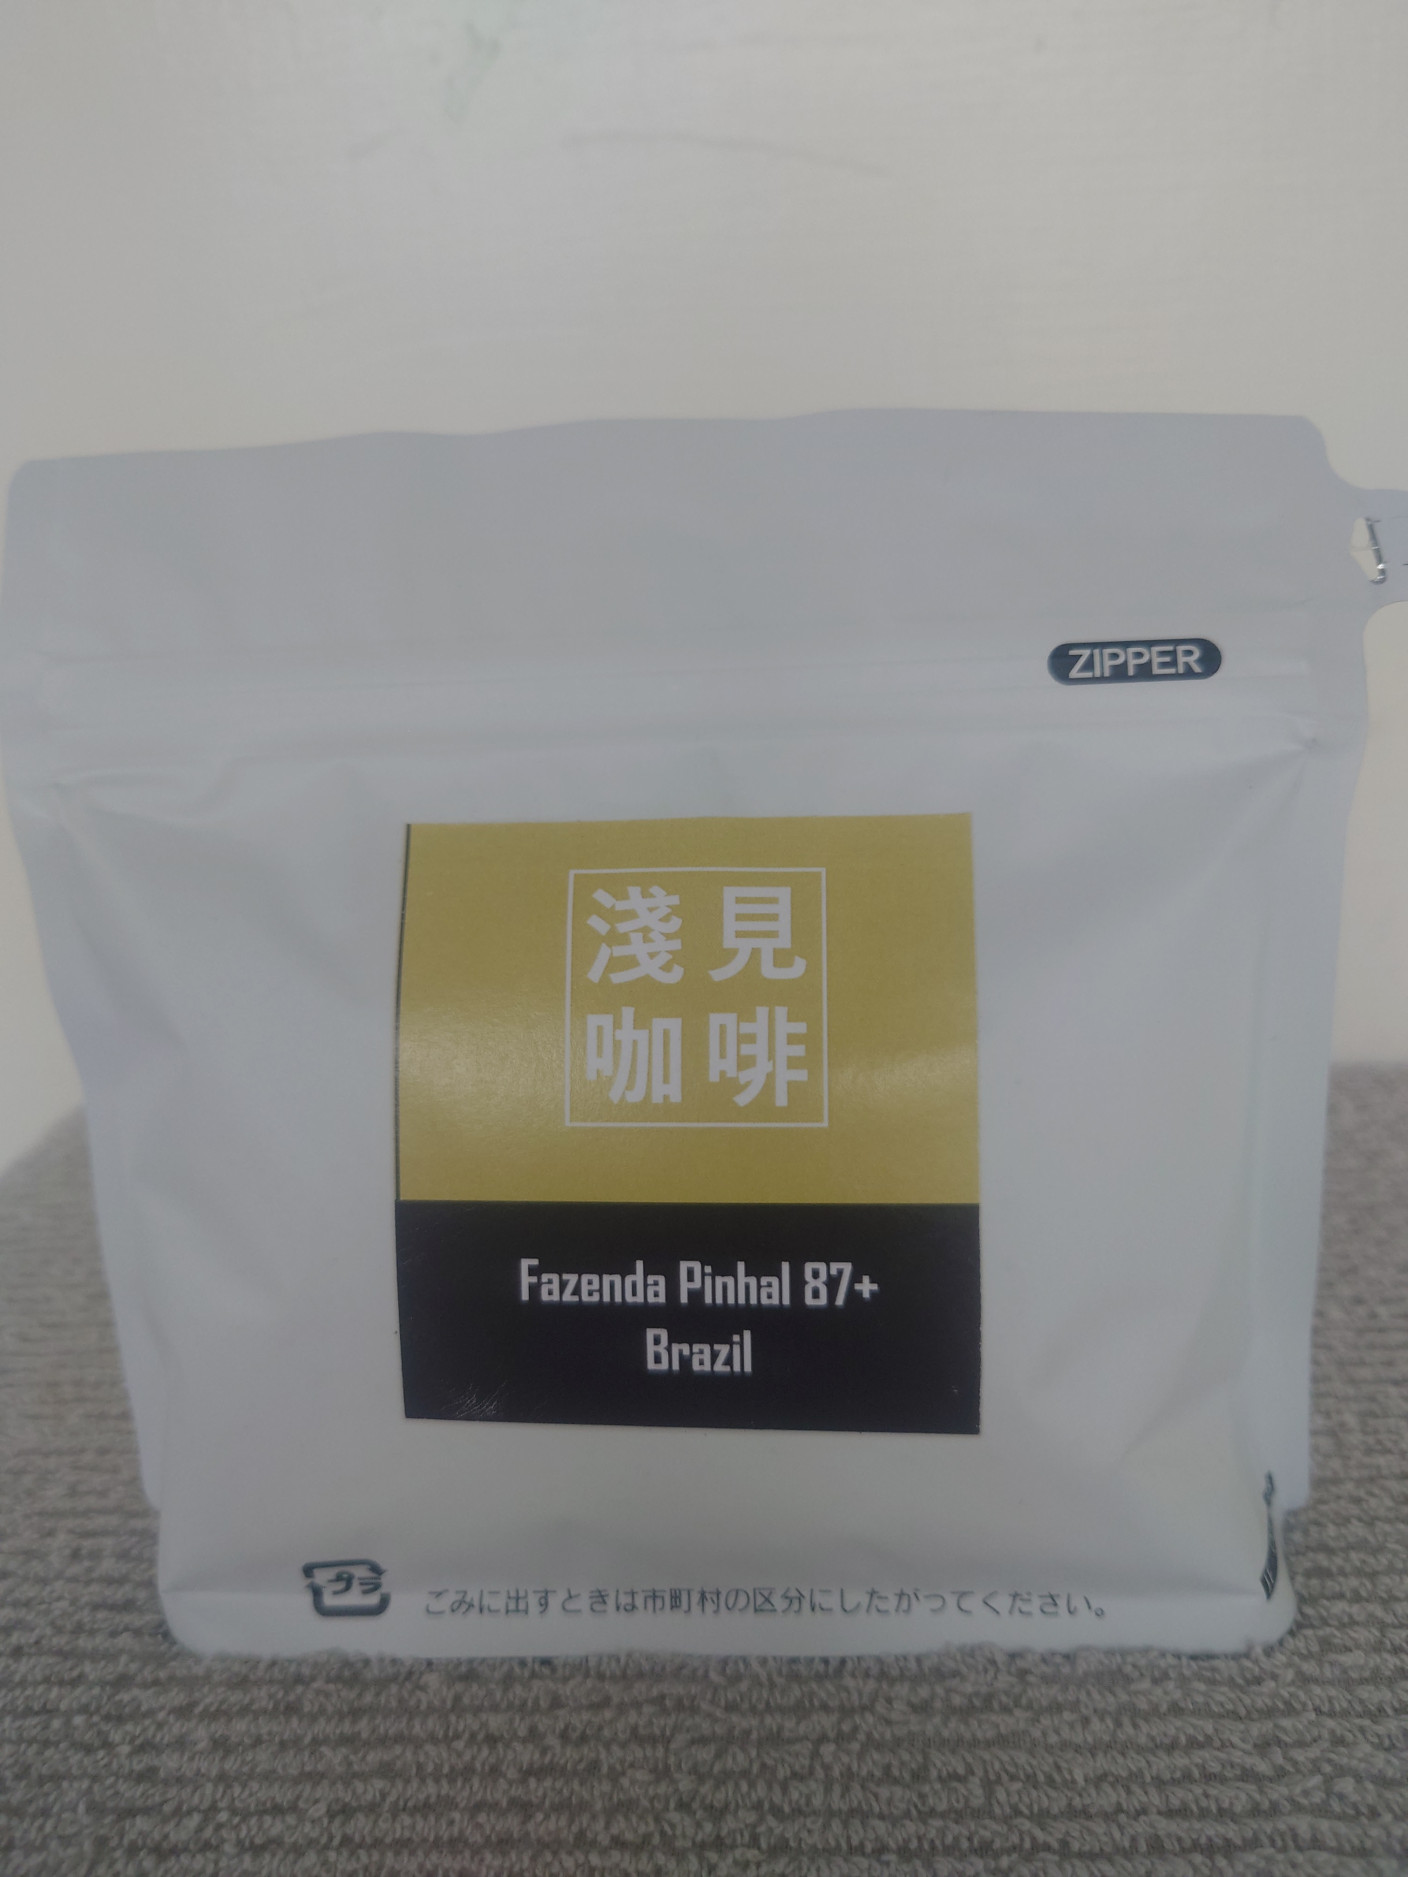 ZIPPER
淺見
咖啡
Fazenda Pinhal 87+
Brazil
プラ
ごみに出すときは市町村の区分にしたがってください。